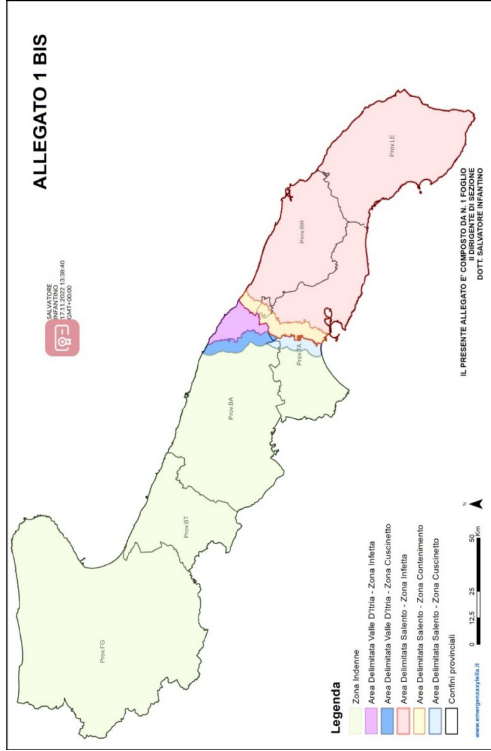 ALLEGATO 1 BIS
SALVATORE
INFANTINO
17.11.2022 13:38:40
GMT+00:00
Prov.FG
Prov.BT
Prov.BA
Prov.TA
Prov.BR
Prov.LE
Legenda
Zona Indenne
Area Delimitata Valle D'Itria - Zona Infetta
Area Delimitata Valle D'Itria - Zona Cuscinetto
Area Delimitata Salento - Zona Infetta
Area Delimitata Salento - Zona Contenimento
Area Delimitata Salento - Zona Cuscinetto
Confini provinciali
www.emergenzaxylella.it
0 12,5 25 50
Km
N
IL PRESENTE ALLEGATO E' COMPOSTO DA N. 1 FOGLIO
Il DIRIGENTE DI SEZIONE
DOTT. SALVATORE INFANTINO